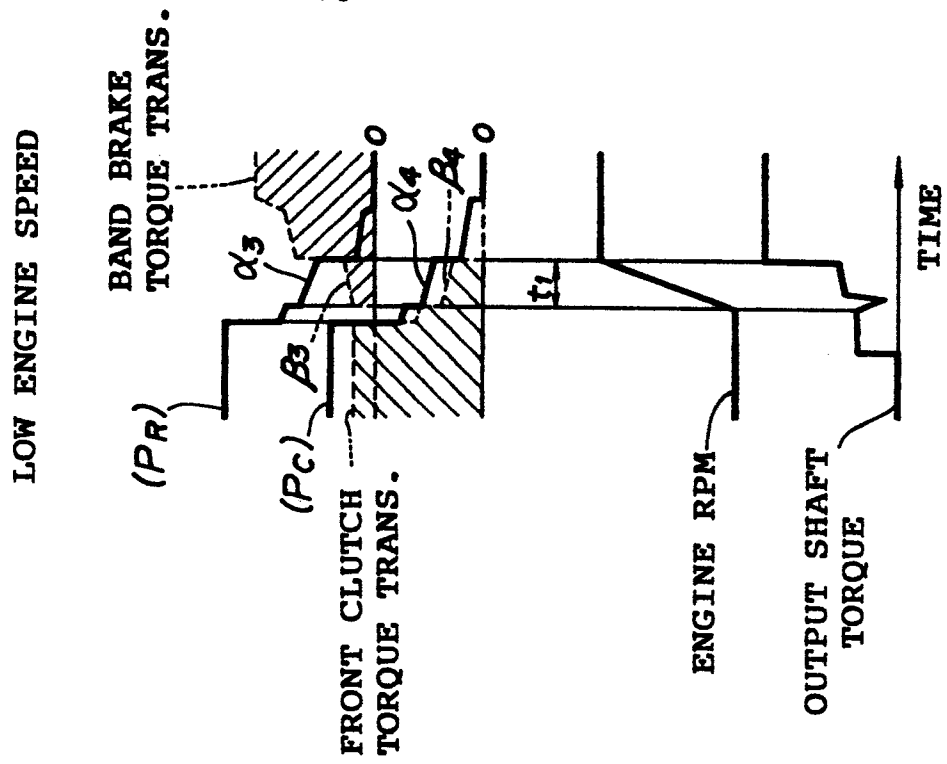 LOW ENGINE SPEED
BAND BRAKE
TORQUE TRANS.
(PR)
α3
0
β3
(PC)
α4
β4
0
FRONT CLUTCH
TORQUE TRANS.
t1
ENGINE RPM
OUTPUT SHAFT
TORQUE
TIME